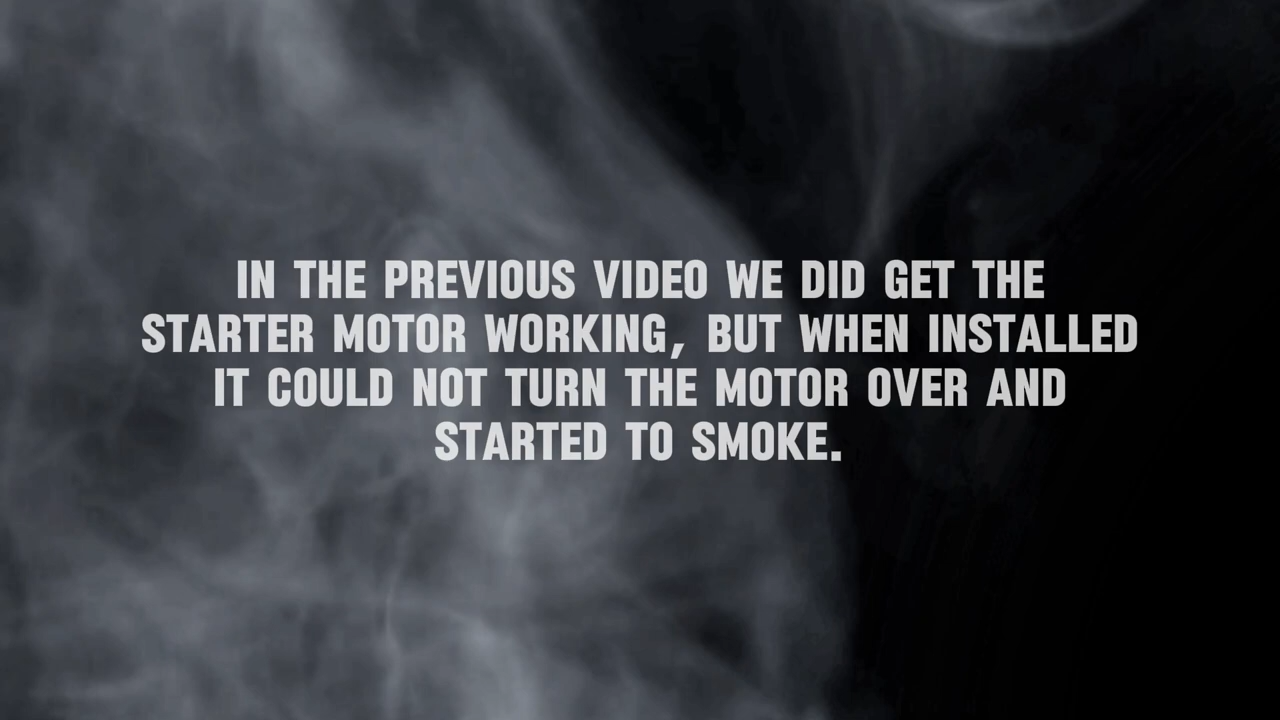 IN THE PREVIOUS VIDEO WE DID GET THE
STARTER MOTOR WORKING, BUT WHEN INSTALLED
IT COULD NOT TURN THE MOTOR OVER AND
STARTED TO SMOKE.